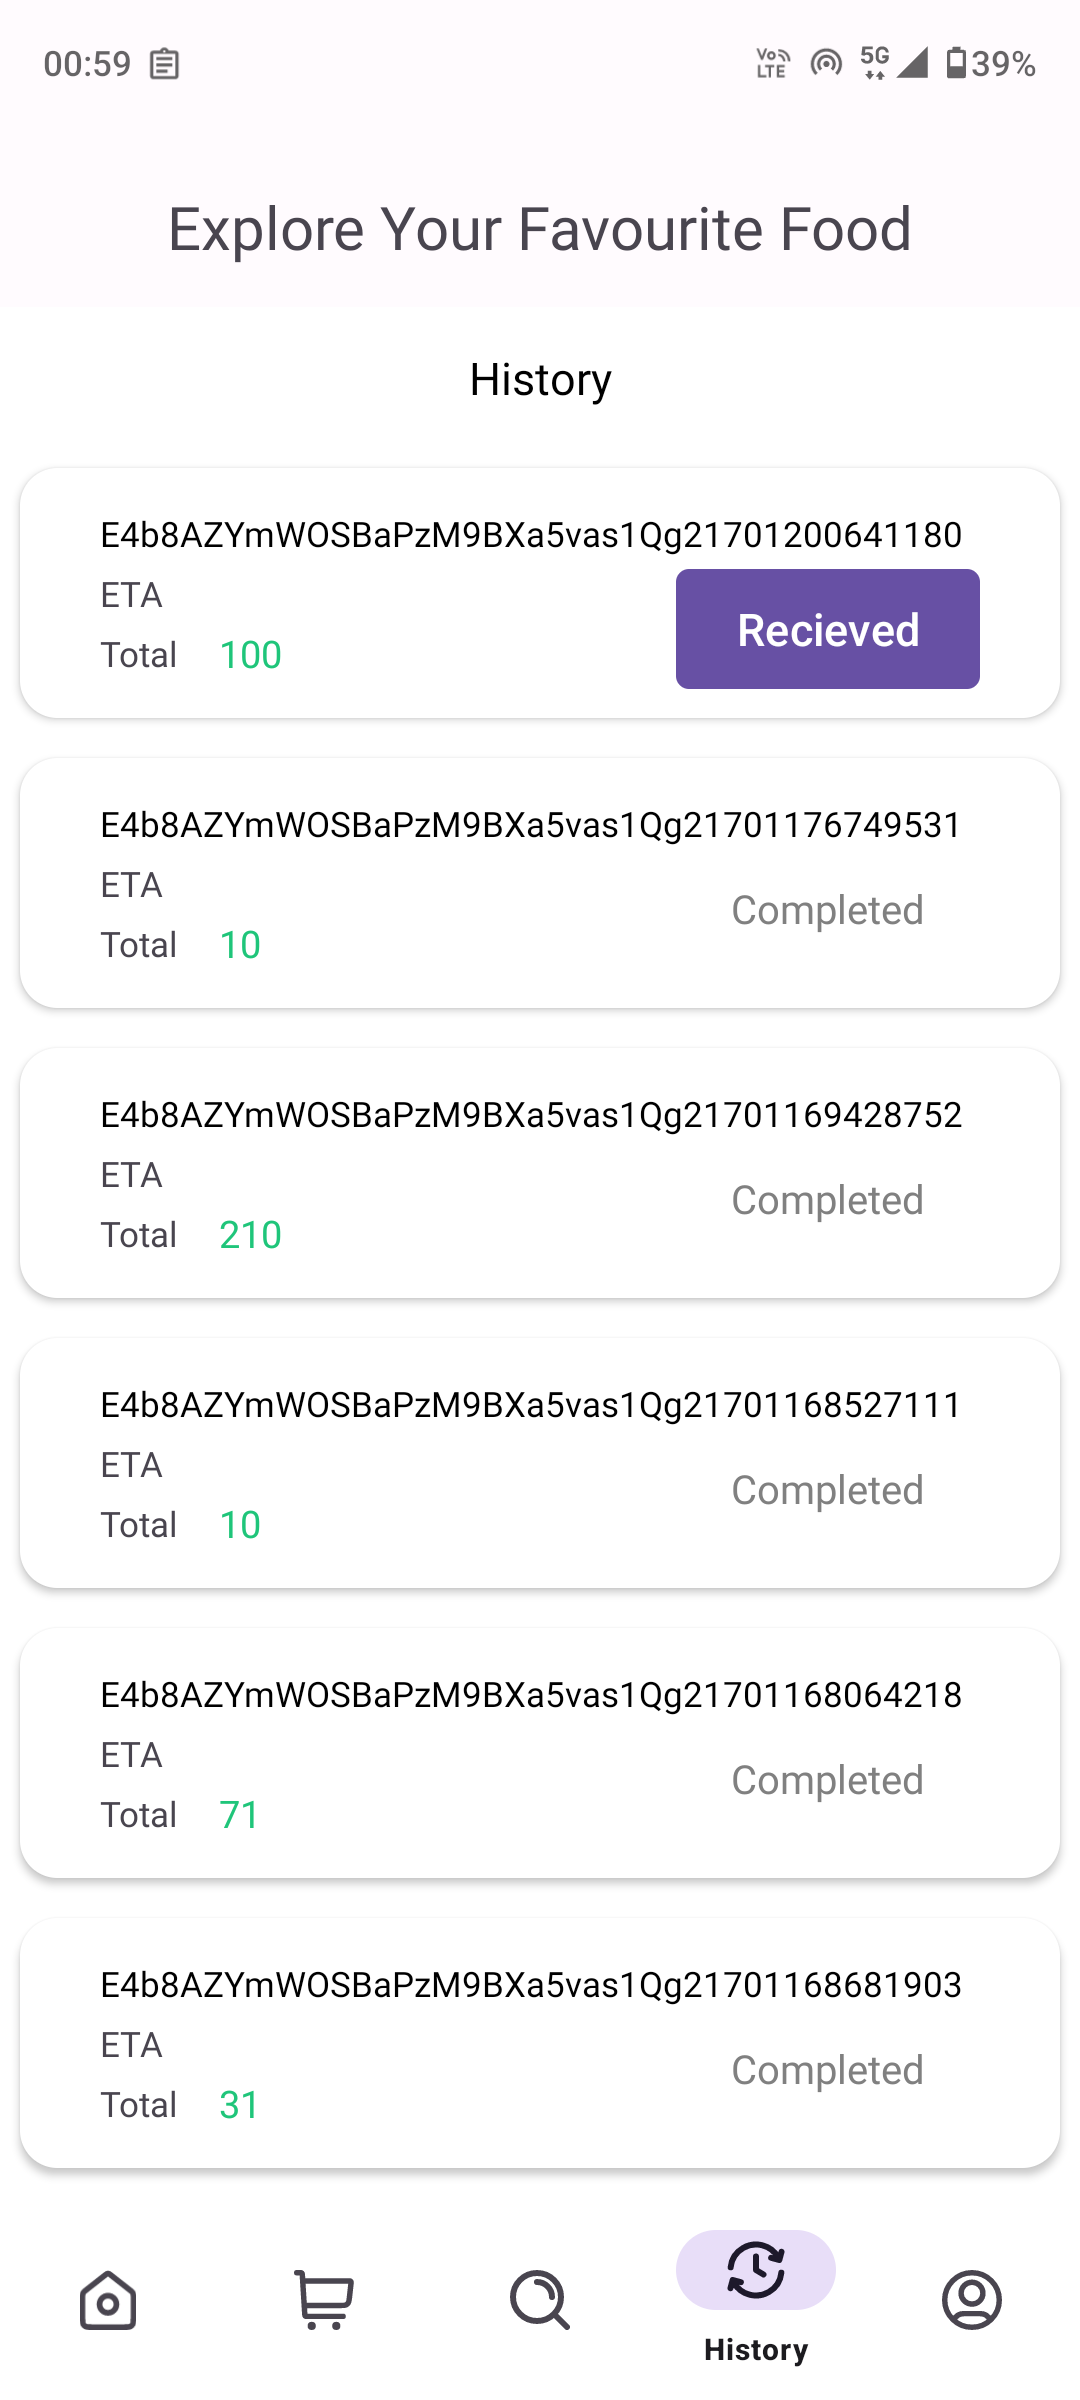 00:59 Vo LTE 5G 39%
Explore Your Favourite Food
History
E4b8AZYmWOSBaPzM9BXa5vas1Qg21701200641180
ETA
Recieved
Total 100
E4b8AZYmWOSBaPzM9BXa5vas1Qg21701176749531
ETA
Completed
Total 10
E4b8AZYmWOSBaPzM9BXa5vas1Qg21701169428752
ETA
Completed
Total 210
E4b8AZYmWOSBaPzM9BXa5vas1Qg21701168527111
ETA
Completed
Total 10
E4b8AZYmWOSBaPzM9BXa5vas1Qg21701168064218
ETA
Completed
Total 71
E4b8AZYmWOSBaPzM9BXa5vas1Qg21701168681903
ETA
Completed
Total 31
History